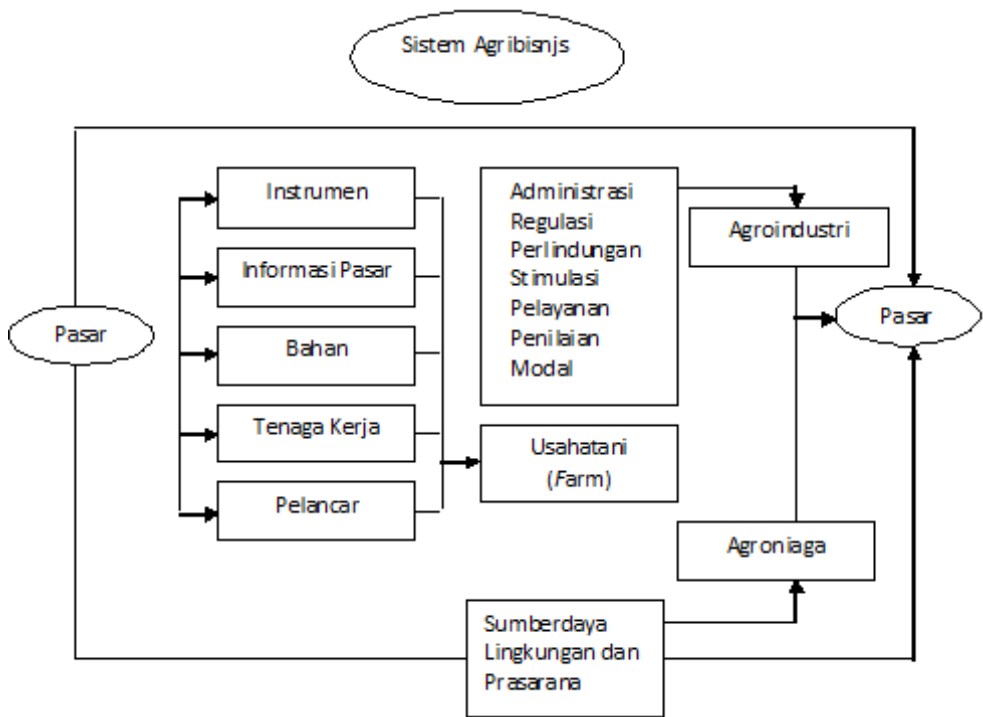 Sistem Agribisnjs
Pasar
Instrumen
Informasi Pasar
Bahan
Tenaga Kerja
Pelancar
Administrasi
Regulasi
Perlindungan
Stimulasi
Pelayanan
Penilaian
Modal
Usahatani
(Farm)
Agroindustri
Pasar
Agroniaga
Sumberdaya
Lingkungan dan
Prasarana